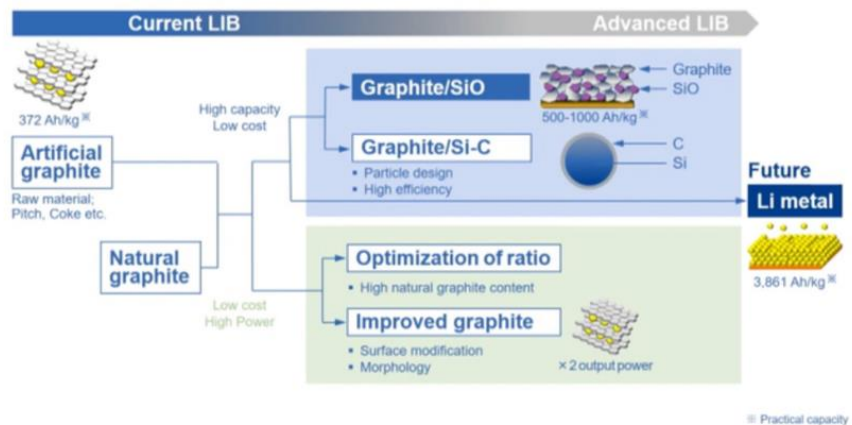 Current LIB
Advanced LIB
372 Ah/kg※
Artificial
graphite
Raw material;
Pitch, Coke etc.
Natural
graphite
High capacity
Low cost
Graphite/SiO
Graphite
SiO
500-1000 Ah/kg※
Graphite/Si-C
▪ Particle design
▪ High efficiency
C
Si
Future
Li metal
3,861 Ah/kg※
Low cost
High Power
Optimization of ratio
▪ High natural graphite content
Improved graphite
▪ Surface modification
▪ Morphology
×2 output power
※ Practical capacity